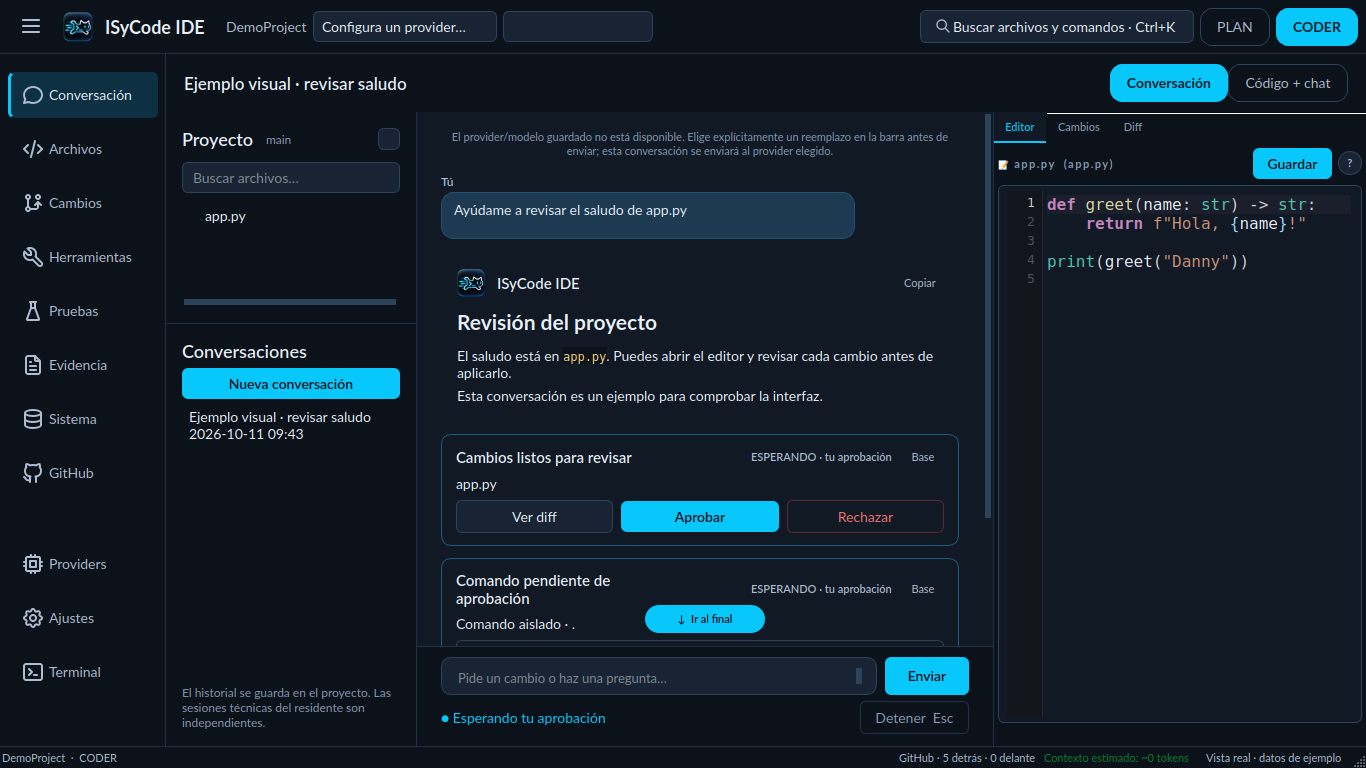 ISyCode IDE
DemoProject
Configura un provider...
Buscar archivos y comandos · Ctrl+K
PLAN
CODER
Conversación
Archivos
Cambios
Herramientas
Pruebas
Evidencia
Sistema
GitHub
Providers
Ajustes
Terminal
Ejemplo visual · revisar saludo
Conversación
Código + chat
Proyecto main
Buscar archivos...
app.py
Conversaciones
Nueva conversación
Ejemplo visual · revisar saludo
2026-10-11 09:43
El historial se guarda en el proyecto. Las
sesiones técnicas del residente son
independientes.
El provider/modelo guardado no está disponible. Elige explícitamente un reemplazo en la barra antes de
enviar; esta conversación se enviará al provider elegido.
Tú
Ayúdame a revisar el saludo de app.py
ISyCode IDE
Copiar
Revisión del proyecto
El saludo está en app.py. Puedes abrir el editor y revisar cada cambio antes de
aplicarlo.
Esta conversación es un ejemplo para comprobar la interfaz.
Cambios listos para revisar
ESPERANDO · tu aprobación
Base
app.py
Ver diff
Aprobar
Rechazar
Comando pendiente de
aprobación
ESPERANDO · tu aprobación
Base
Comando aislado · .
↓ Ir al final
Pide un cambio o haz una pregunta...
Enviar
● Esperando tu aprobación
Detener Esc
Editor
Cambios
Diff
app.py (app.py)
Guardar
?
1 def greet(name: str) -> str:
2     return f"Hola, {name}!"
3
4 print(greet("Danny"))
5
DemoProject · CODER
GitHub · 5 detrás · 0 delante
Contexto estimado: ~0 tokens
Vista real · datos de ejemplo